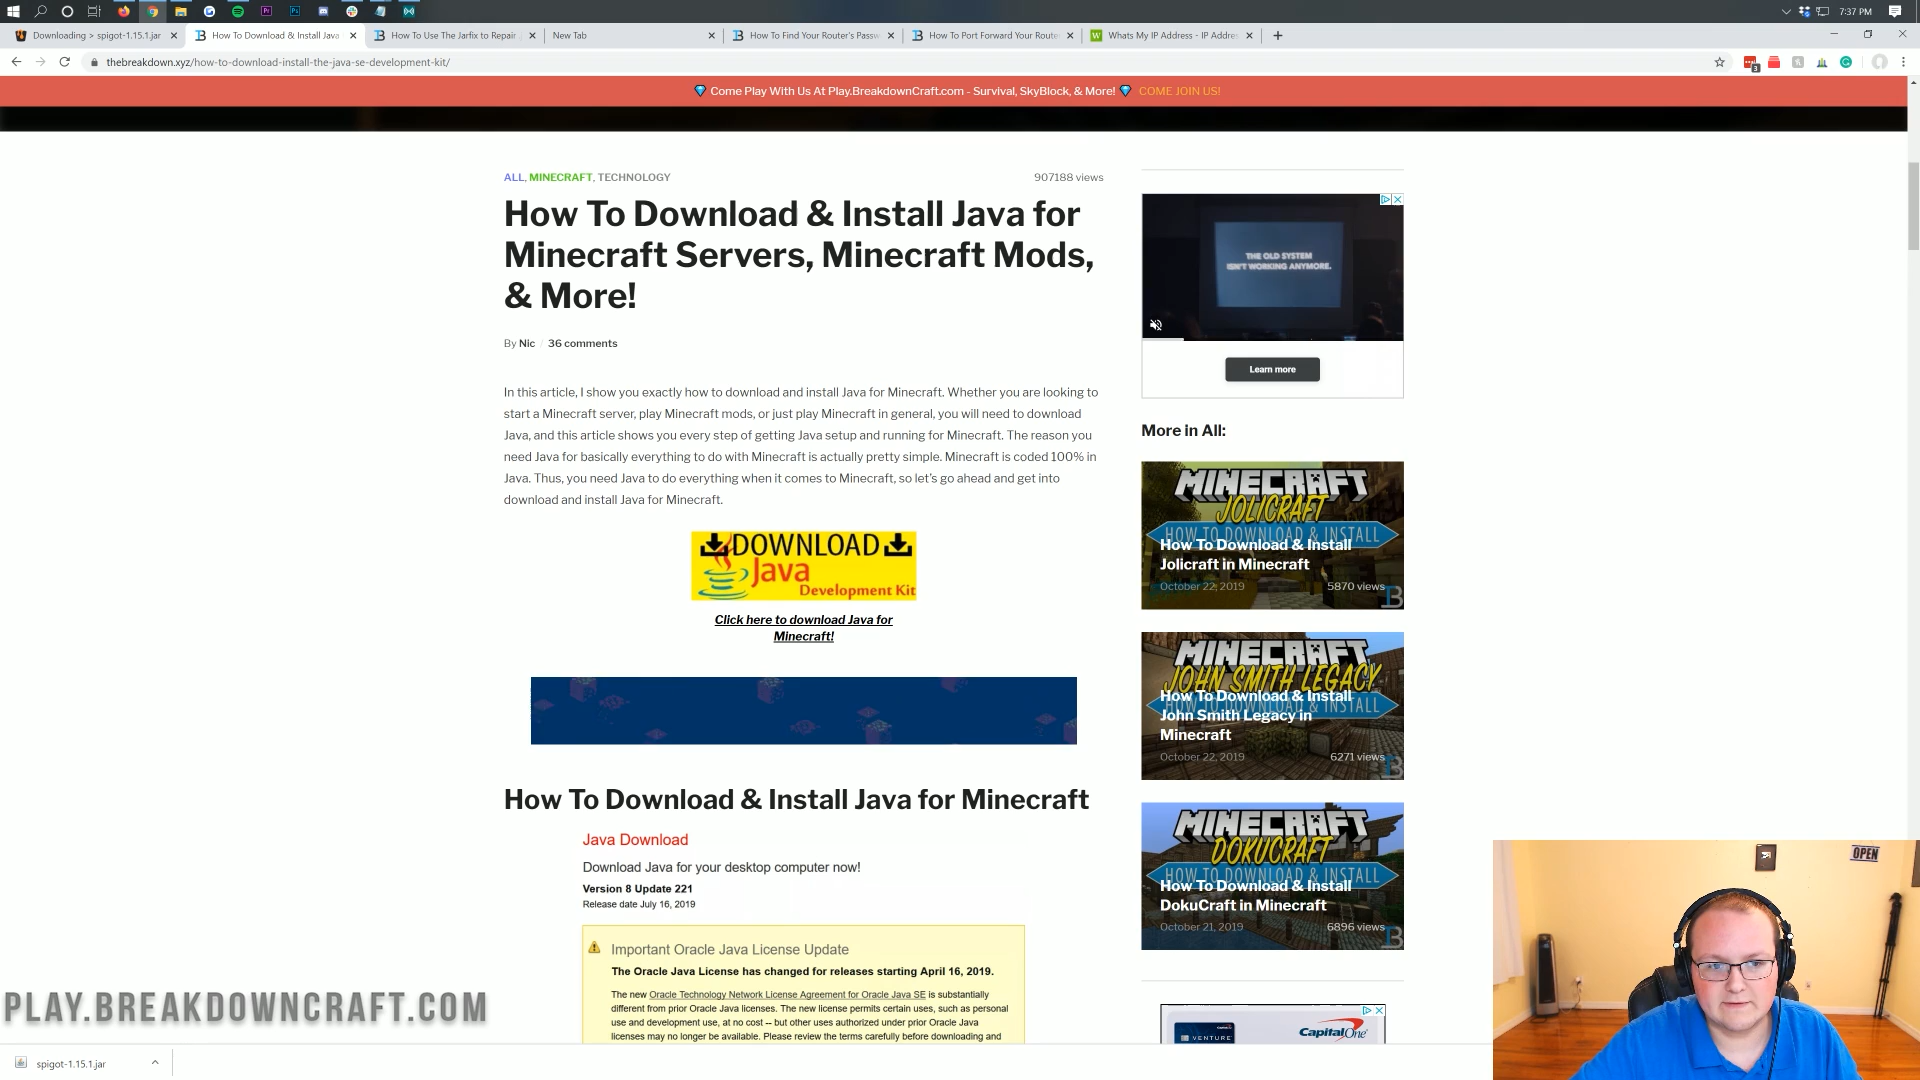 7:37 PM
Downloading > spigot-1.15.1.jar
How To Download & Install Java
How To Use The Jarfix to Repair
New Tab
How To Find Your Router's Passw
How To Port Forward Your Route
Whats My IP Address - IP Addre
thebreakdown.xyz/how-to-download-install-the-java-se-development-kit/
3
Come Play With Us At Play.BreakdownCraft.com - Survival, SkyBlock, & More! COME JOIN US!
ALL, MINECRAFT, TECHNOLOGY
907188 views
How To Download & Install Java for
Minecraft Servers, Minecraft Mods,
& More!
By Nic / 36 comments
In this article, I show you exactly how to download and install Java for Minecraft. Whether you are looking to
start a Minecraft server, play Minecraft mods, or just play Minecraft in general, you will need to download
Java, and this article shows you every step of getting Java setup and running for Minecraft. The reason you
need Java for basically everything to do with Minecraft is actually pretty simple. Minecraft is coded 100% in
Java. Thus, you need Java to do everything when it comes to Minecraft, so let's go ahead and get into
download and install Java for Minecraft.
DOWNLOAD
Java
Development Kit
Click here to download Java for
Minecraft!
How To Download & Install Java for Minecraft
Java Download
Download Java for your desktop computer now!
Version 8 Update 221
Release date July 16, 2019
Important Oracle Java License Update
The Oracle Java License has changed for releases starting April 16, 2019.
The new Oracle Technology Network License Agreement for Oracle Java SE is substantially
different from prior Oracle Java licenses. The new license permits certain uses, such as personal
use and development use, at no cost -- but other uses authorized under prior Oracle Java
licenses may no longer be available. Please review the terms carefully before downloading and
THE OLD SYSTEM
ISN'T WORKING ANYMORE.
Learn more
More in All:
MINECRAFT
JOLICRAFT
HOW TO DOWNLOAD & INSTALL
How To Download & Install
Jolicraft in Minecraft
October 22, 2019
5870 views
MINECRAFT
JOHN SMITH LEGACY
HOW TO DOWNLOAD & INSTALL
How To Download & Install
John Smith Legacy in
Minecraft
October 22, 2019
6271 views
MINECRAFT
DOKUCRAFT
HOW TO DOWNLOAD & INSTALL
How To Download & Install
DokuCraft in Minecraft
October 21, 2019
6896 views
Capital One
VENTURE
OPEN
PLAY.BREAKDOWNCRAFT.COM
spigot-1.15.1.jar